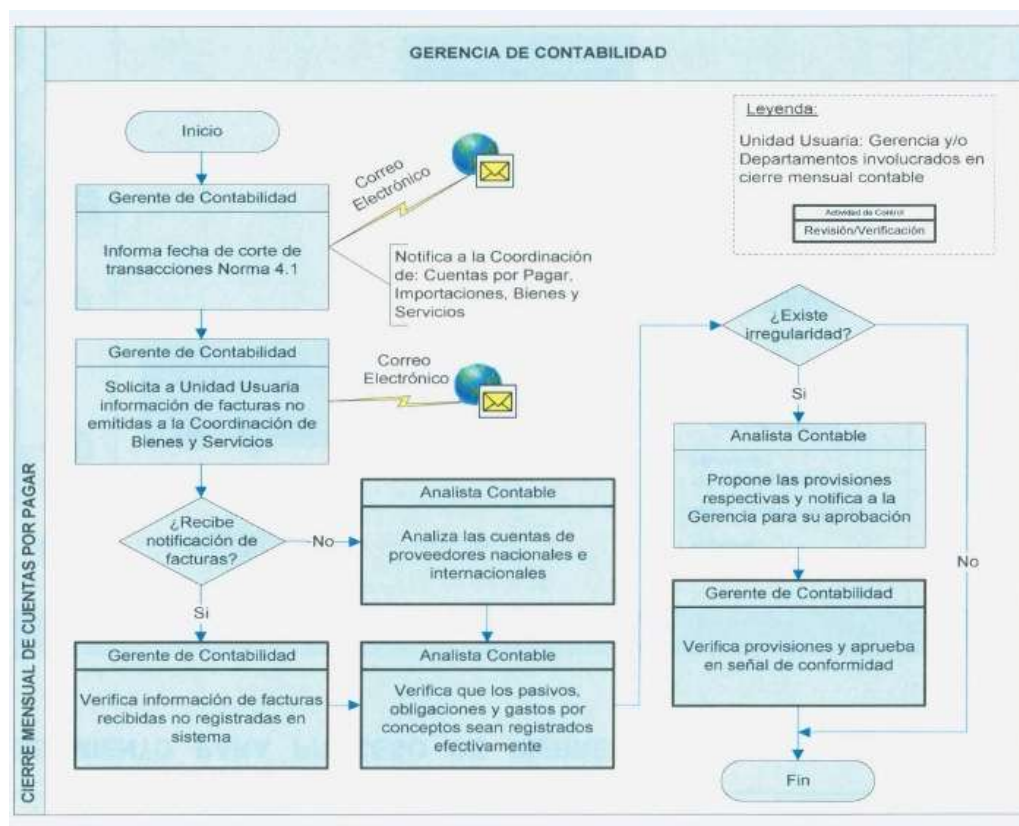 GERENCIA DE CONTABILIDAD
CIERRE MENSUAL DE CUENTAS POR PAGAR
Inicio
Gerente de Contabilidad
Informa fecha de corte de
transacciones Norma 4.1
Correo
Electrónico
Notifica a la Coordinación
de: Cuentas por Pagar,
Importaciones, Bienes y
Servicios
Gerente de Contabilidad
Solicita a Unidad Usuaria
información de facturas no
emitidas a la Coordinación de
Bienes y Servicios
Correo
Electrónico
¿Recibe
notificación de
facturas?
No
Si
Analista Contable
Analiza las cuentas de
proveedores nacionales e
internacionales
Gerente de Contabilidad
Verifica información de facturas
recibidas no registradas en
sistema
Analista Contable
Verifica que los pasivos,
obligaciones y gastos por
conceptos sean registrados
efectivamente
Leyenda:
Unidad Usuaria: Gerencia y/o
Departamentos involucrados en
cierre mensual contable
Actividad de Control
Revisión/Verificación
¿Existe
irregularidad?
Si
No
Analista Contable
Propone las provisiones
respectivas y notifica a la
Gerencia para su aprobación
Gerente de Contabilidad
Verifica provisiones y aprueba
en señal de conformidad
Fin